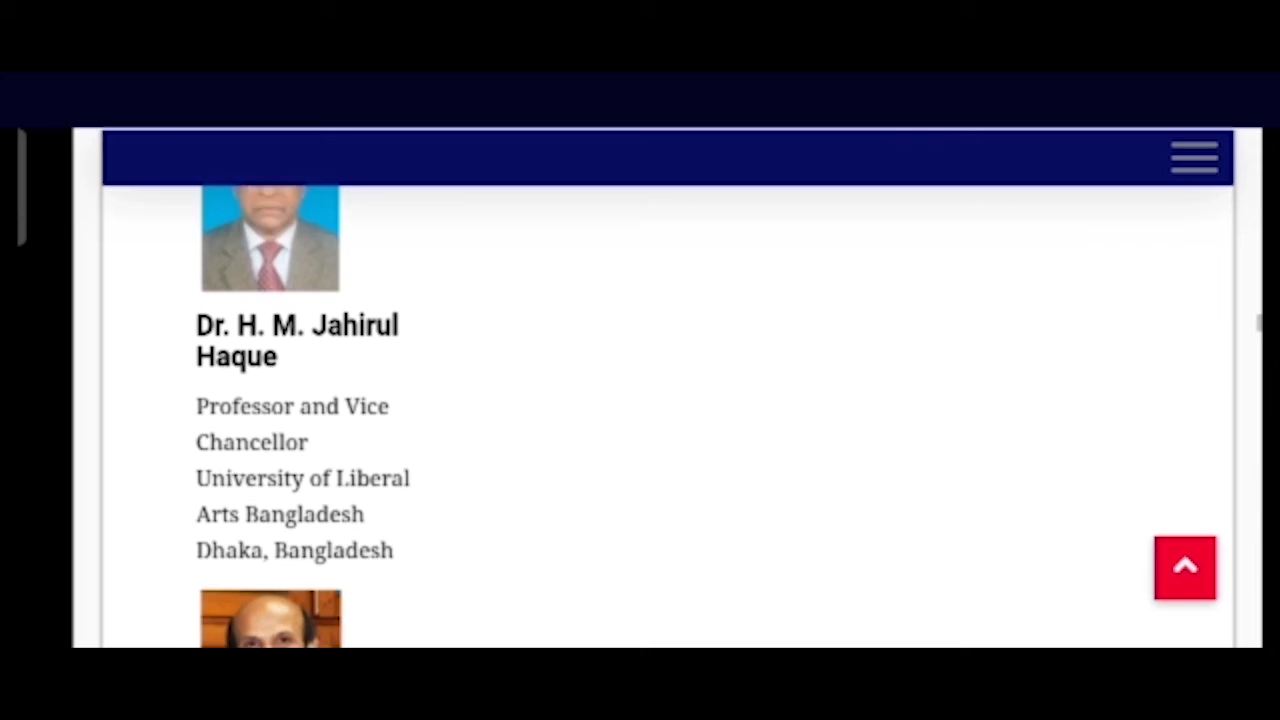 Dr. H. M. Jahirul
Haque
Professor and Vice
Chancellor
University of Liberal
Arts Bangladesh
Dhaka, Bangladesh